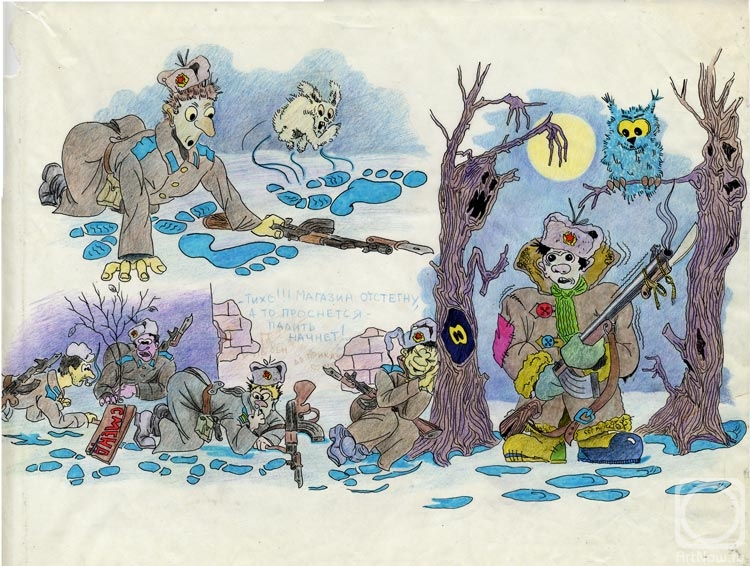 - ТИХО!!! МАГАЗИН ОТСТЕГНУ,
А ТО ПРОСНЕТСЯ -
ПАЛИТЬ
НАЧНЕТ!
СМЕНА
ArtNow.ru